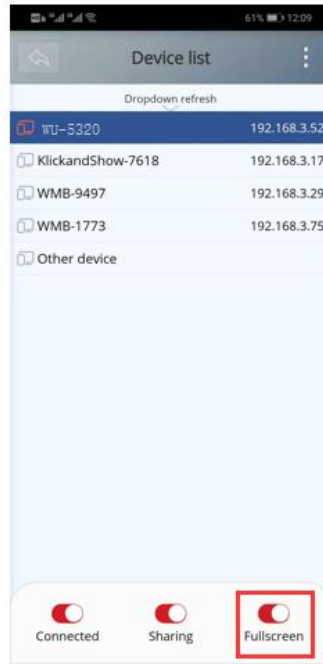 61% 12:09
Device list
Dropdown refresh
WU-5320 192.168.3.52
KlickandShow-7618 192.168.3.17
WMB-9497 192.168.3.29
WMB-1773 192.168.3.75
Other device
Connected Sharing Fullscreen